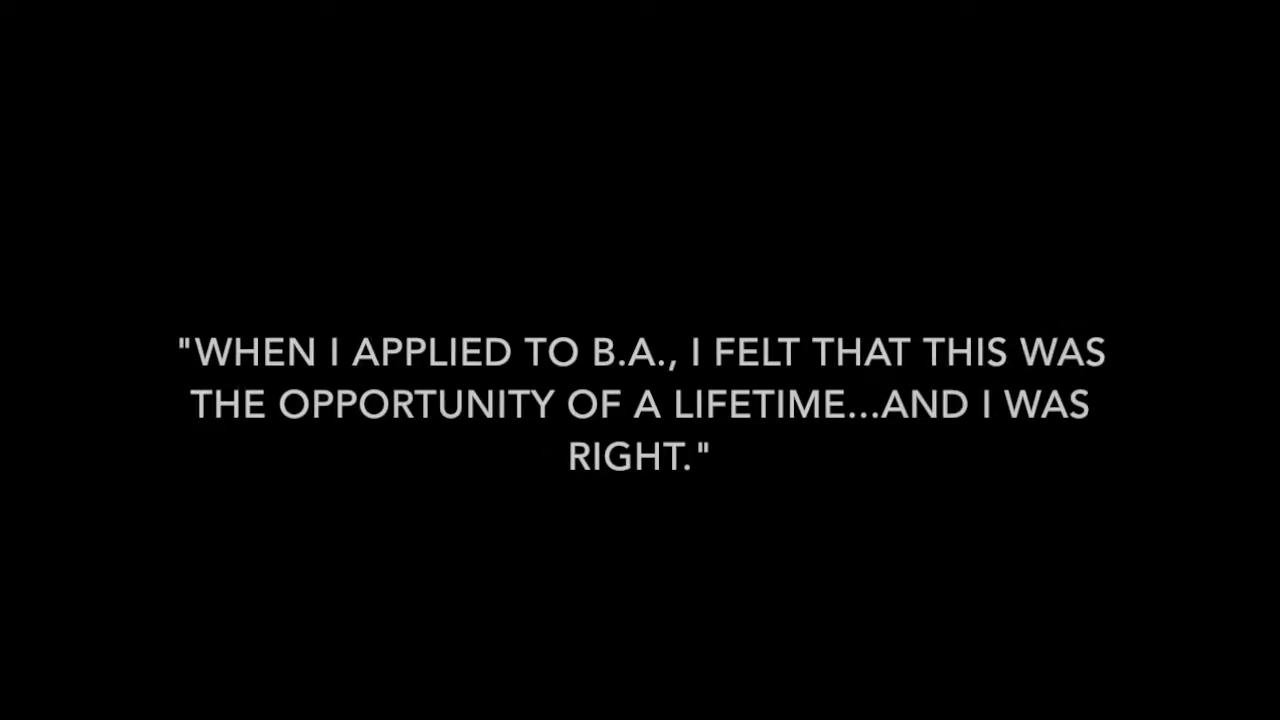 "WHEN I APPLIED TO B.A., I FELT THAT THIS WAS
THE OPPORTUNITY OF A LIFETIME...AND I WAS
RIGHT."